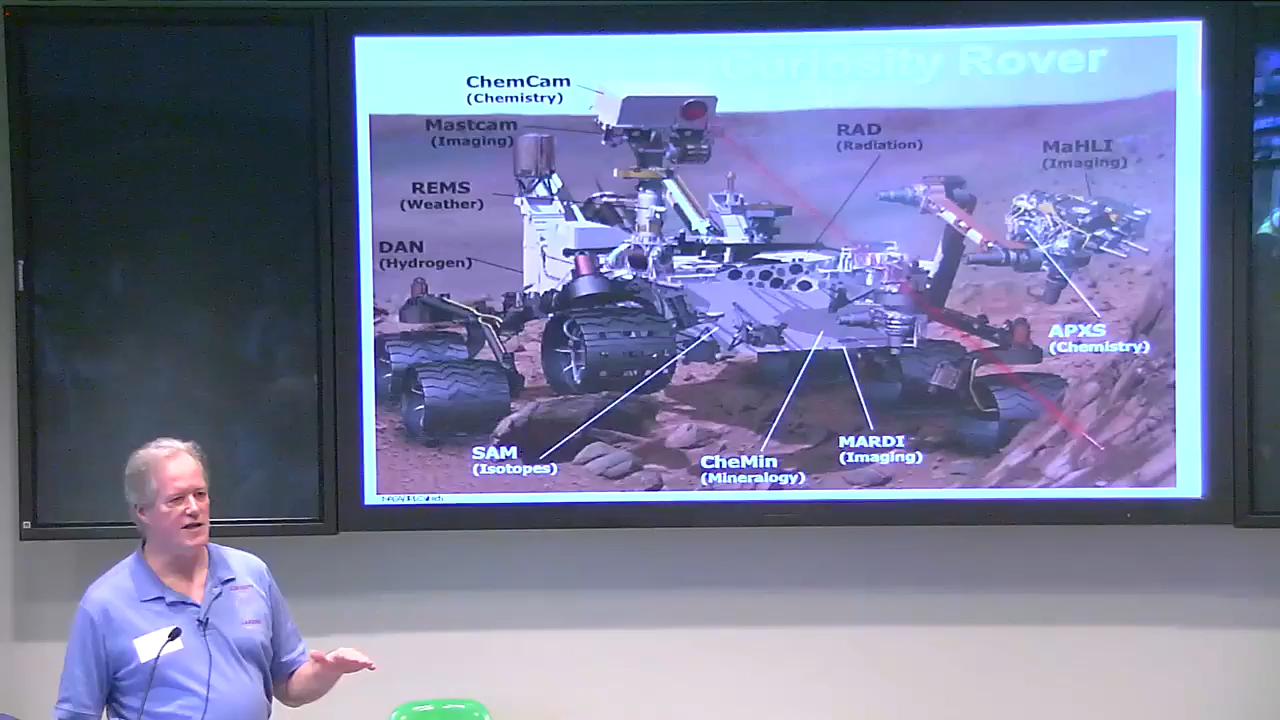 Curiosity Rover
ChemCam
(Chemistry)
Mastcam
(Imaging)
RAD
(Radiation)
MaHLI
(Imaging)
REMS
(Weather)
DAN
(Hydrogen)
APXS
(Chemistry)
SAM
(Isotopes)
CheMin
(Mineralogy)
MARDI
(Imaging)